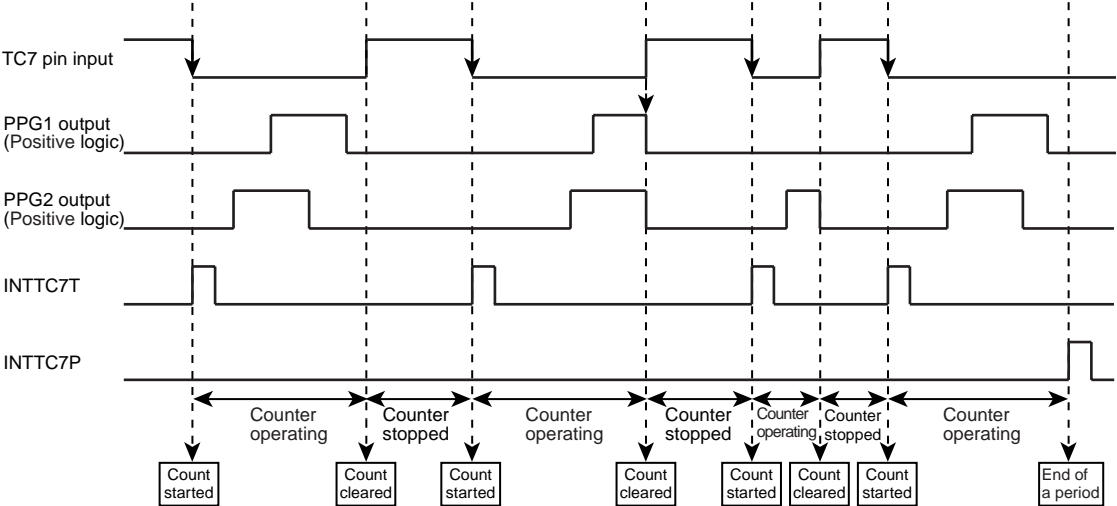 TC7 pin input
PPG1 output
(Positive logic)
PPG2 output
(Positive logic)
INTTC7T
INTTC7P
Counter
operating
Counter
stopped
Counter
operating
Counter
stopped
Counter
operating
Counter
stopped
Counter
operating
Count
started
Count
cleared
Count
started
Count
cleared
Count
started
Count
cleared
Count
started
End of
a period